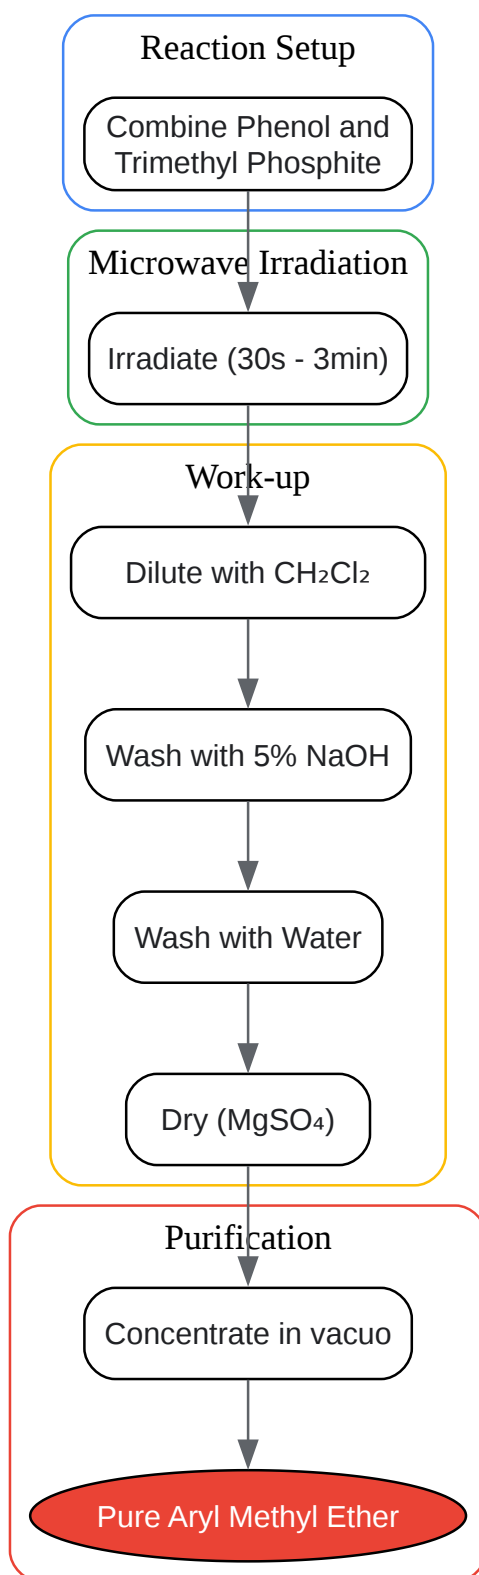 Reaction Setup
Combine Phenol and
Trimethyl Phosphite
Microwave Irradiation
Irradiate (30s - 3min)
Work-up
Dilute with CH₂Cl₂
Wash with 5% NaOH
Wash with Water
Dry (MgSO₄)
Purification
Concentrate in vacuo
Pure Aryl Methyl Ether